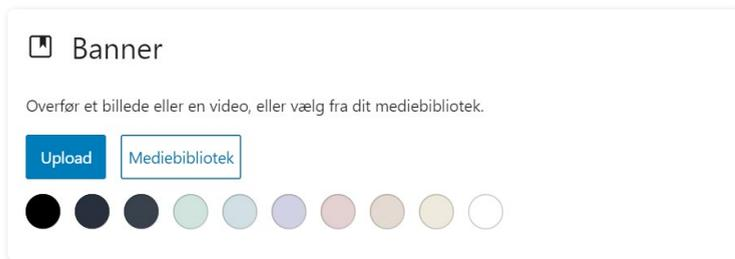 Banner
Overfør et billede eller en video, eller vælg fra dit mediebibliotek.
Upload Mediebibliotek